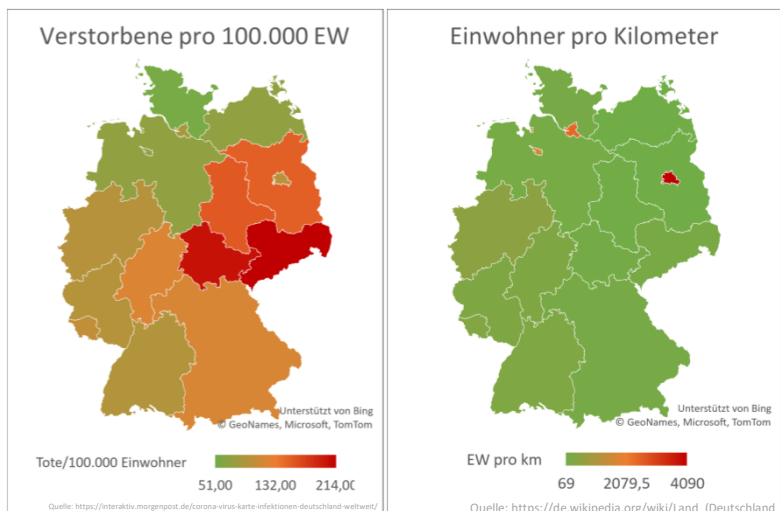 Verstorbene pro 100.000 EW
Unterstützt von Bing
© GeoNames, Microsoft, TomTom
Tote/100.000 Einwohner
51,00
132,00
214,00
Quelle: https://interaktiv.morgenpost.de/corona-virus-karte-infektionen-deutschland-weltweit/
Einwohner pro Kilometer
Unterstützt von Bing
© GeoNames, Microsoft, TomTom
EW pro km
69
2079,5
4090
Quelle: https://de.wikipedia.org/wiki/Land_(Deutschland